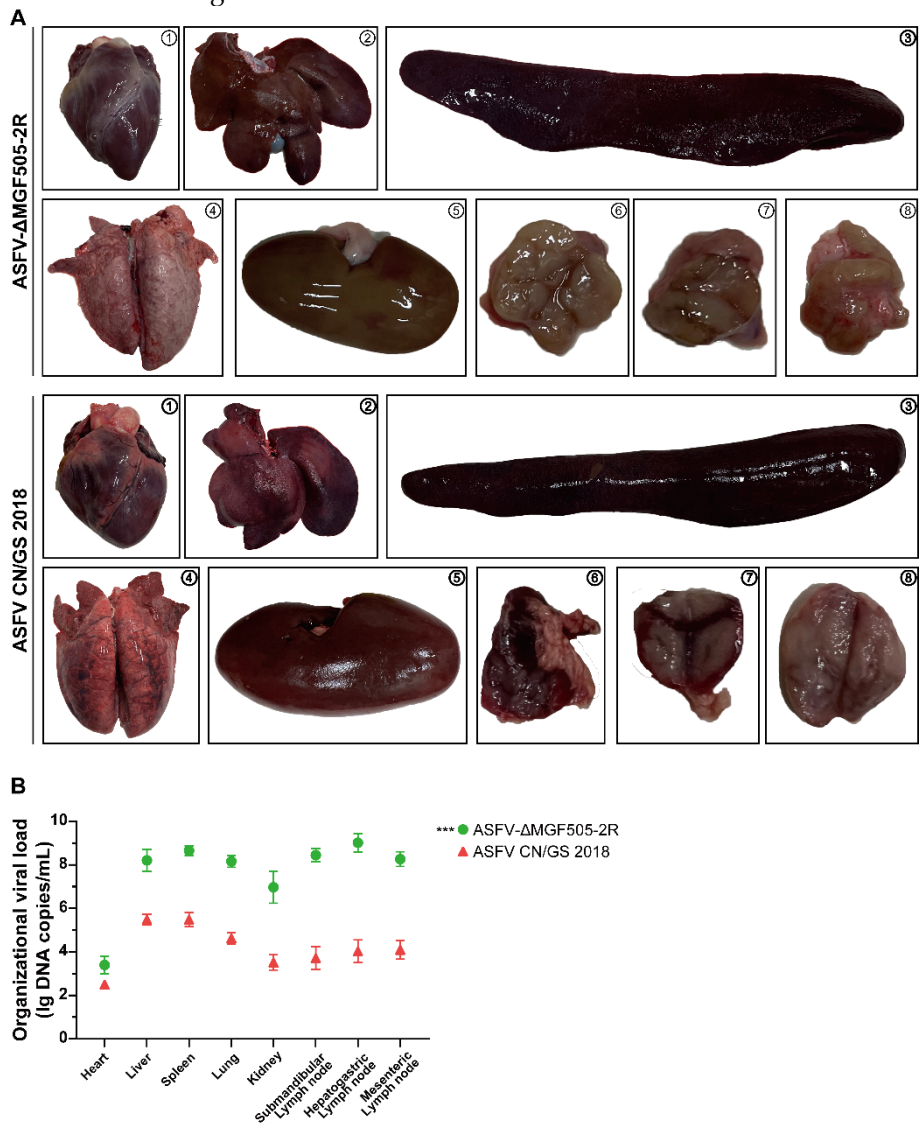 A
ASFV-ΔMGF505-2R
①
②
③
④
⑤
⑥
⑦
⑧
ASFV CN/GS 2018
①
②
③
④
⑤
⑥
⑦
⑧
B
Organizational viral load
(lg DNA copies/mL)
10
8
6
4
2
0
Heart
Liver
Spleen
Lung
Kidney
Submandibular
Lymph node
Hepatogastric
Lymph node
Mesenteric
Lymph node
*** ASFV-ΔMGF505-2R
ASFV CN/GS 2018